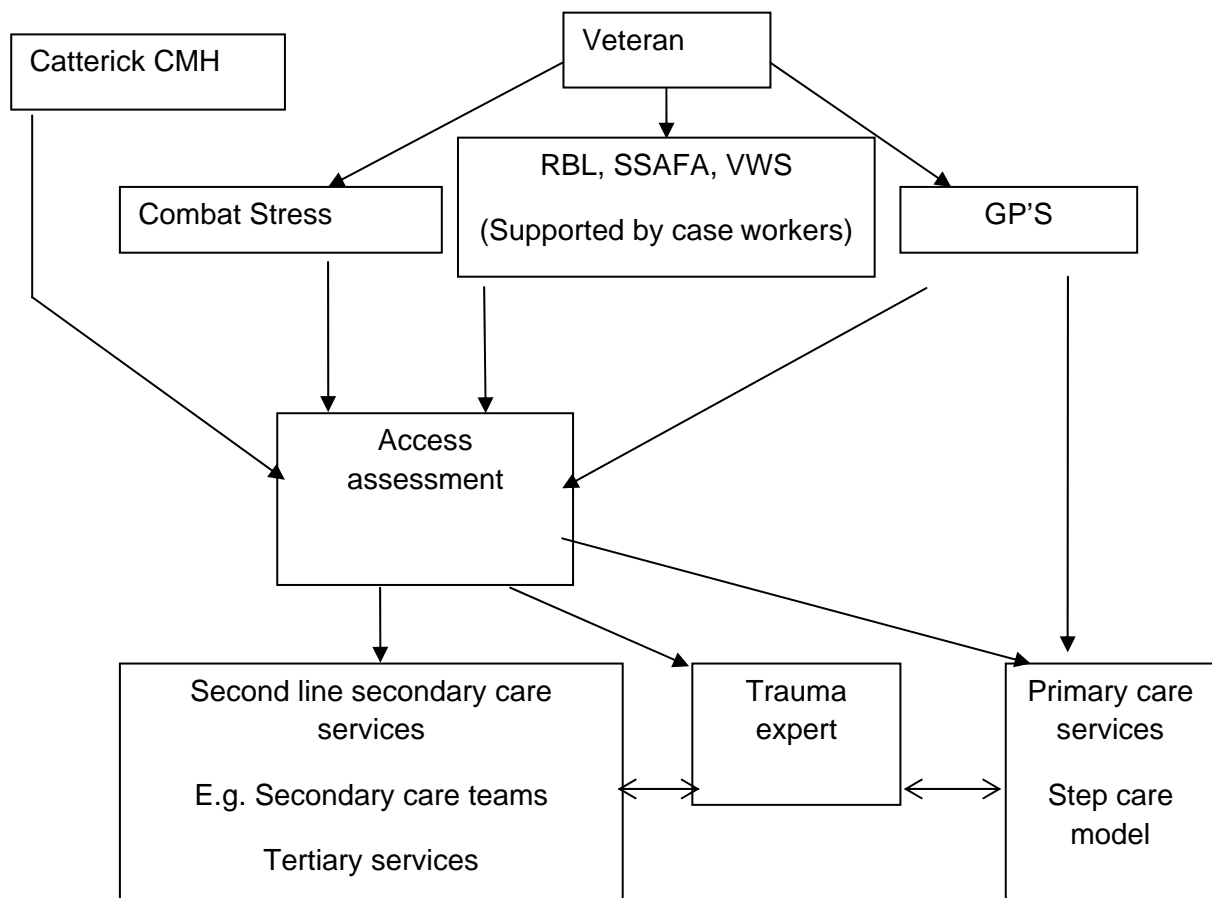 Veteran
Catterick CMH
RBL, SSAFA, VWS
(Supported by case workers)
Combat Stress
GP’S
Access
assessment
Second line secondary care
services
E.g. Secondary care teams
Tertiary services
Trauma
expert
Primary care
services
Step care
model